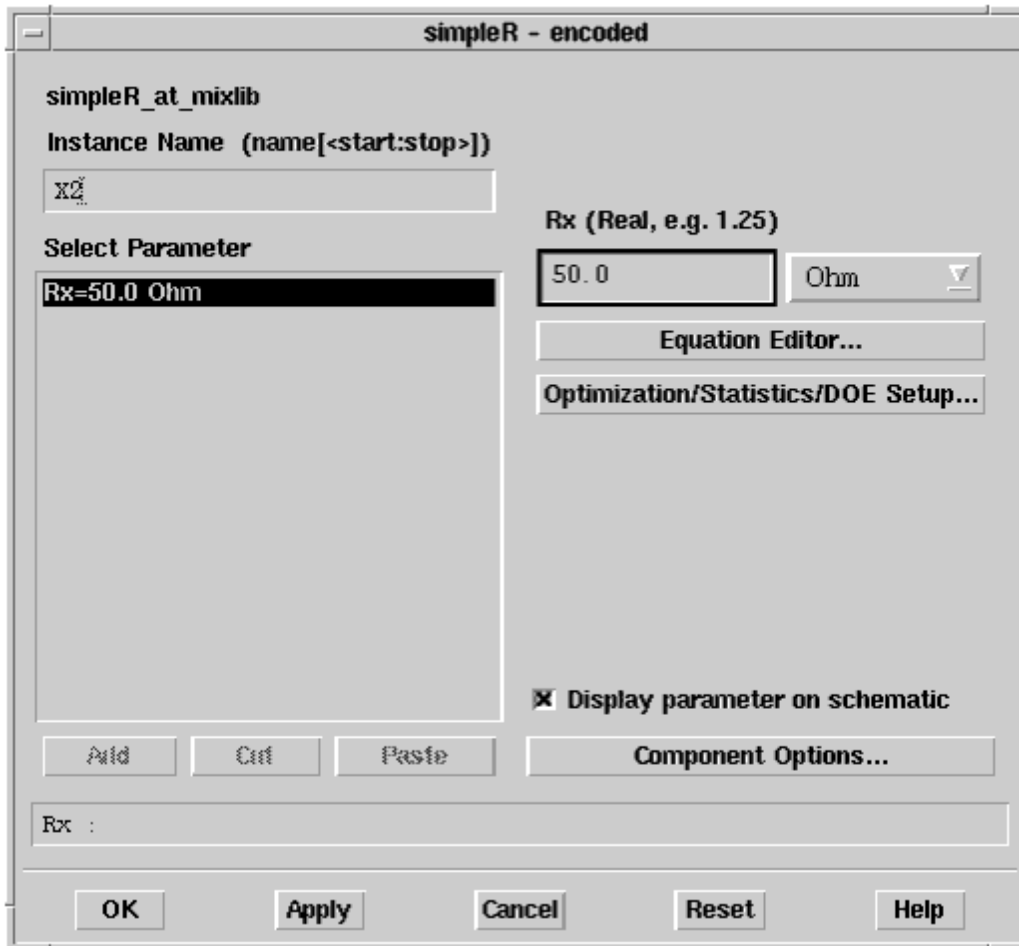 simpleR - encoded
simpleR_at_mixlib
Instance Name (name[<start:stop>])
X2
Select Parameter
Rx=50.0 Ohm
Rx (Real, e.g. 1.25)
50.0
Ohm
Equation Editor...
Optimization/Statistics/DOE Setup...
Display parameter on schematic
Add
Cut
Paste
Component Options...
Rx :
OK
Apply
Cancel
Reset
Help